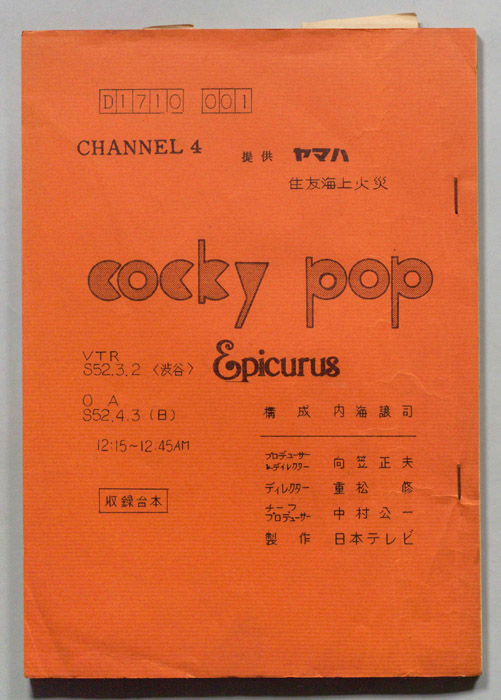 D1710 001
CHANNEL 4
提供 ヤマハ
住友海上火災
cocky pop
VTR
S52.3.2 〈渋谷〉
Epicurus
O A
S52.4.3 (日)
12:15~12:45AM
構成 内海譲司
プロデューサー
&ディレクター 向笠正夫
ディレクター 重松修
チーフ
プロデューサー 中村公一
製作 日本テレビ
収録台本